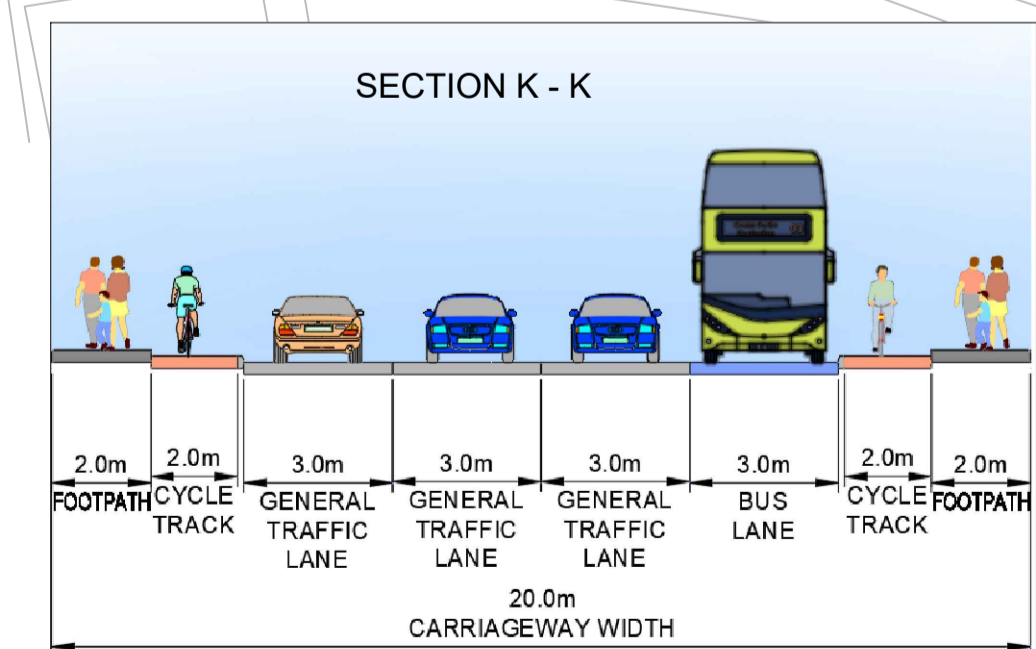 SECTION K - K
2.0m
2.0m
3.0m
3.0m
3.0m
3.0m
2.0m
2.0m
FOOTPATH
CYCLE
TRACK
GENERAL
TRAFFIC
LANE
GENERAL
TRAFFIC
LANE
GENERAL
TRAFFIC
LANE
BUS
LANE
CYCLE
TRACK
FOOTPATH
20.0m
CARRIAGEWAY WIDTH